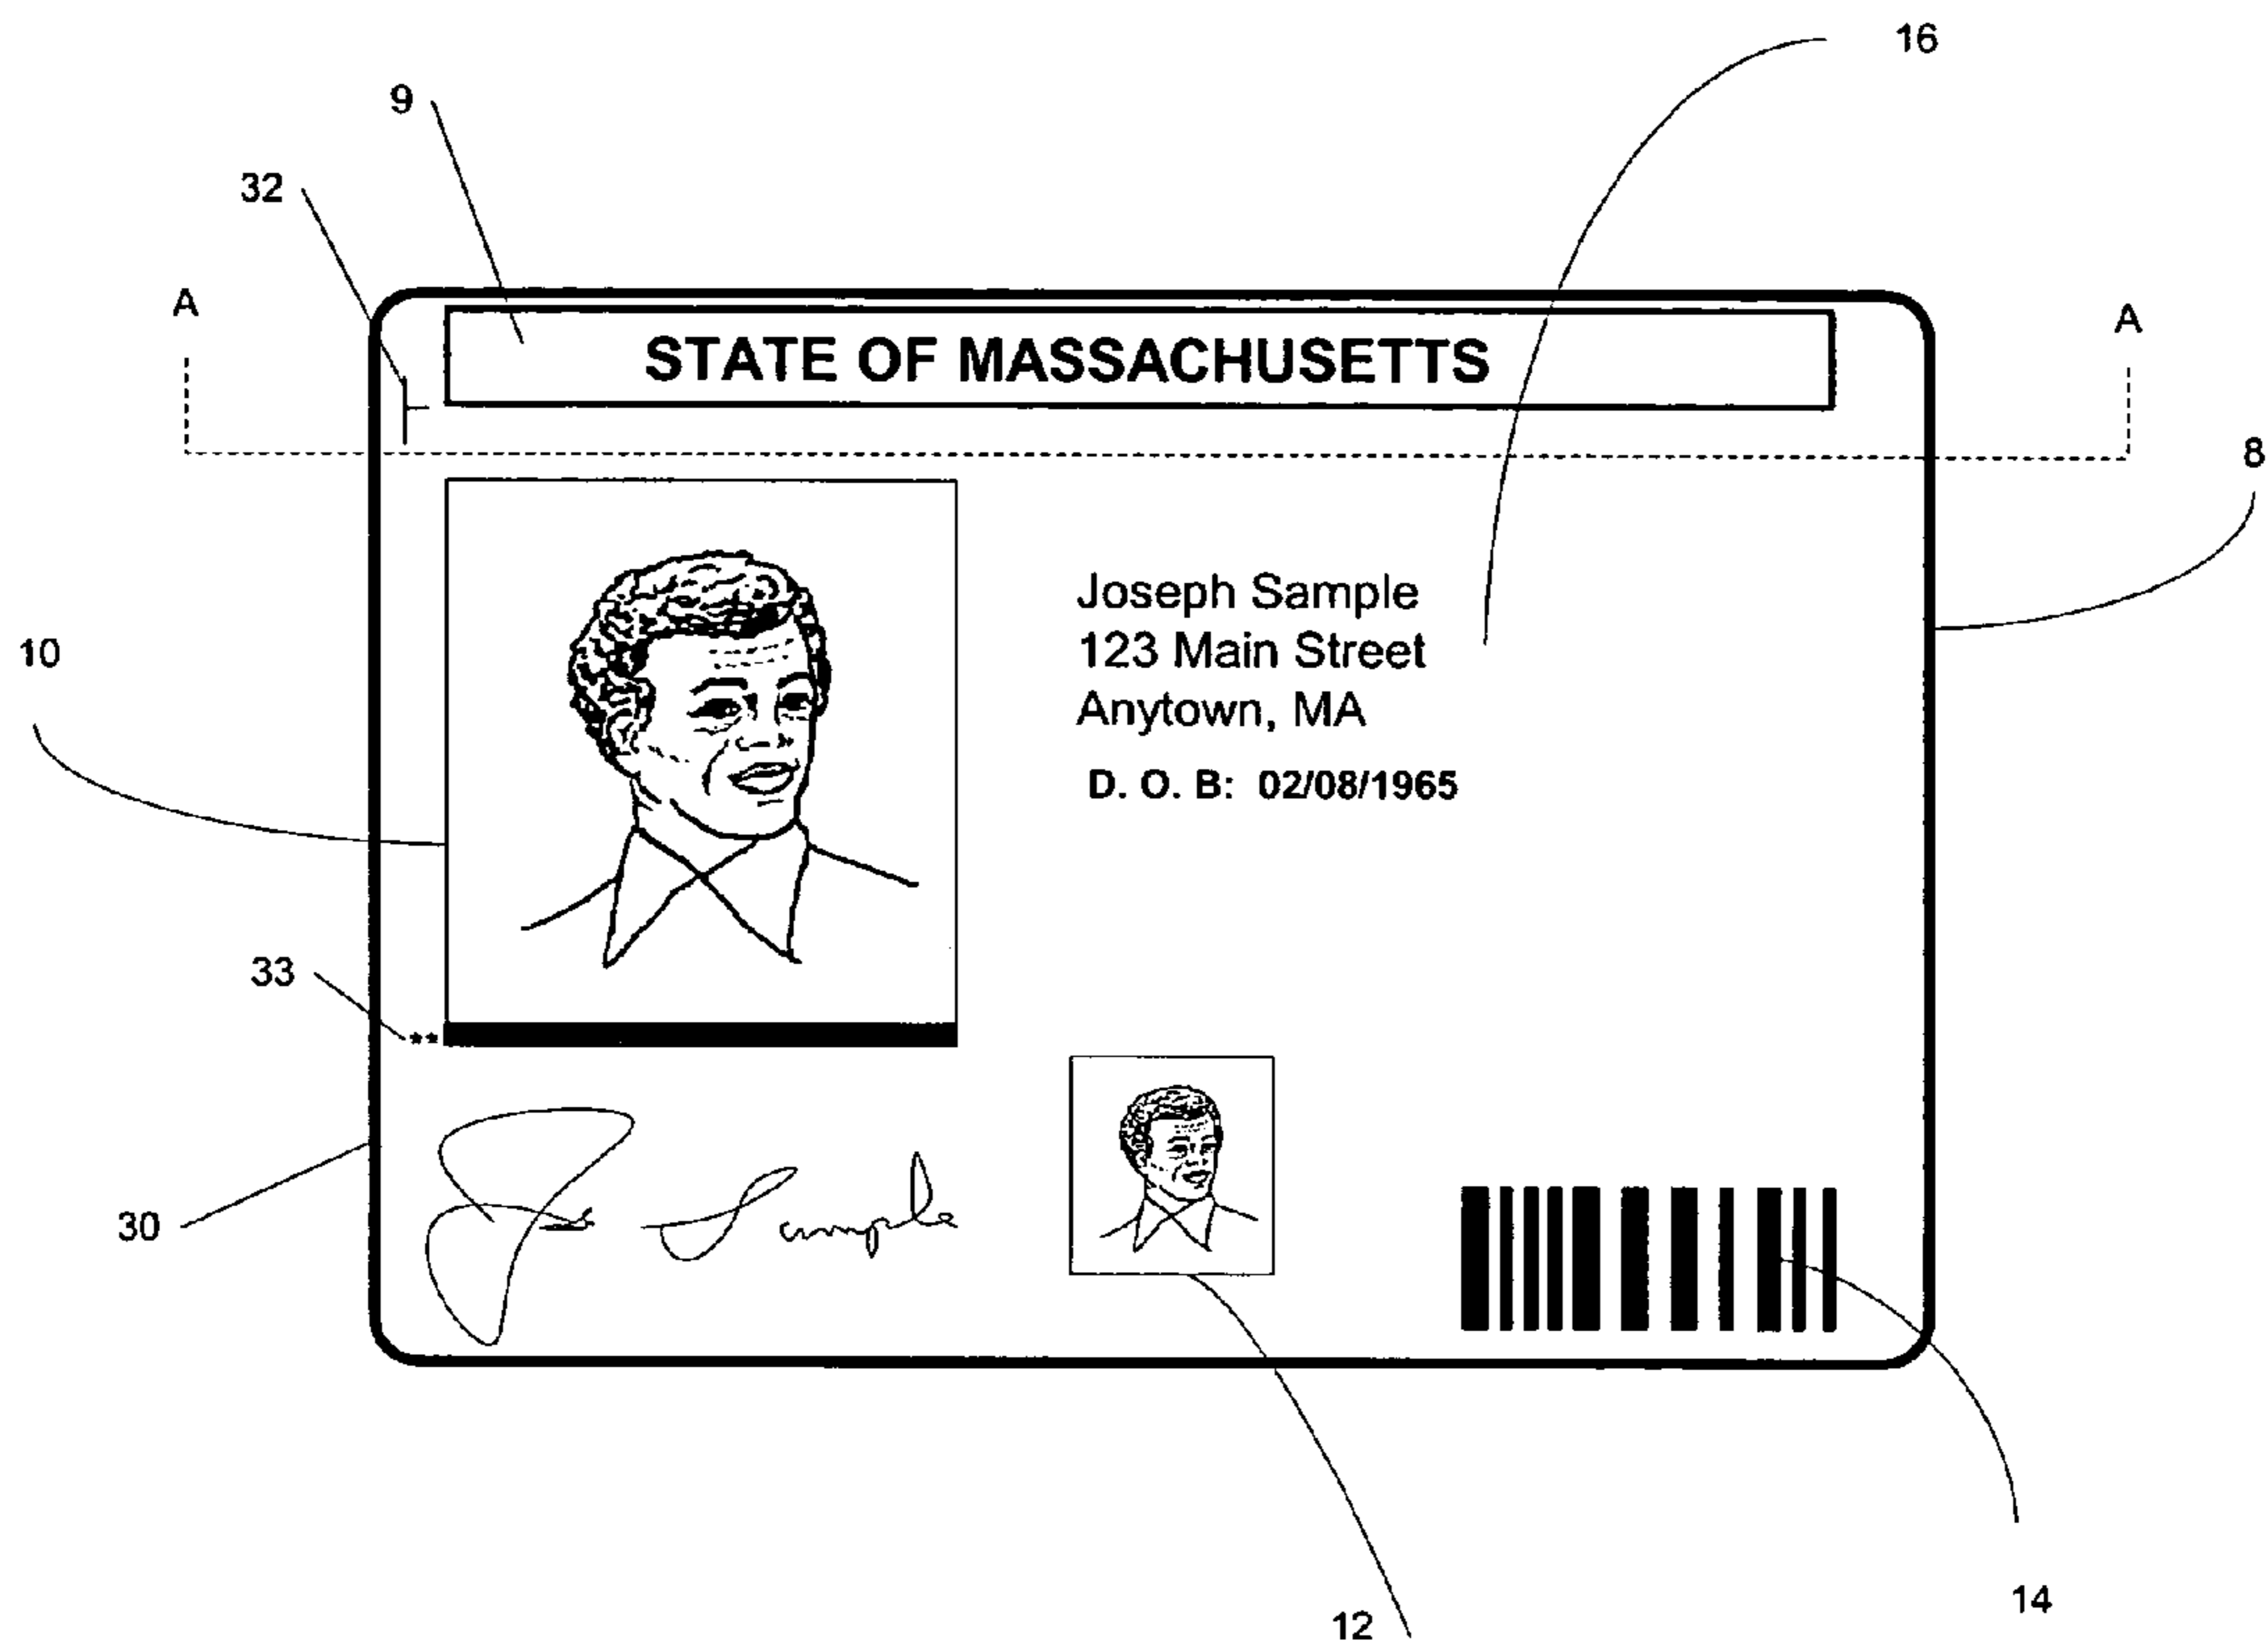 16
9
32
A
A
STATE OF MASSACHUSETTS
8
Joseph Sample
10
123 Main Street
Anytown, MA
D. O. B: 02/08/1965
33
**
Joe Sample
30
14
12